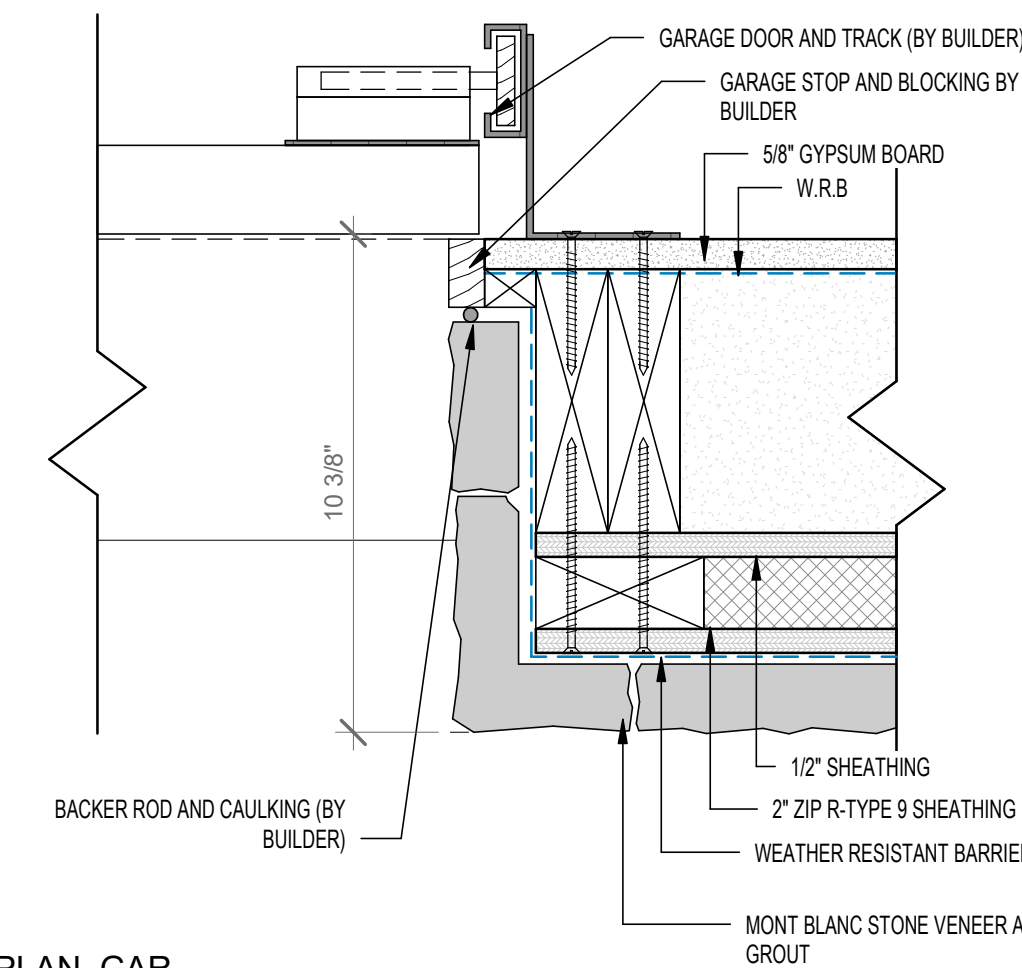 GARAGE DOOR AND TRACK (BY BUILDER)
GARAGE STOP AND BLOCKING BY
BUILDER
5/8" GYPSUM BOARD
W.R.B
10 3/8"
1/2" SHEATHING
2" ZIP R-TYPE 9 SHEATHING
BACKER ROD AND CAULKING (BY
BUILDER)
WEATHER RESISTANT
MONT BLANC STONE VENEER
GROUT
PLAN